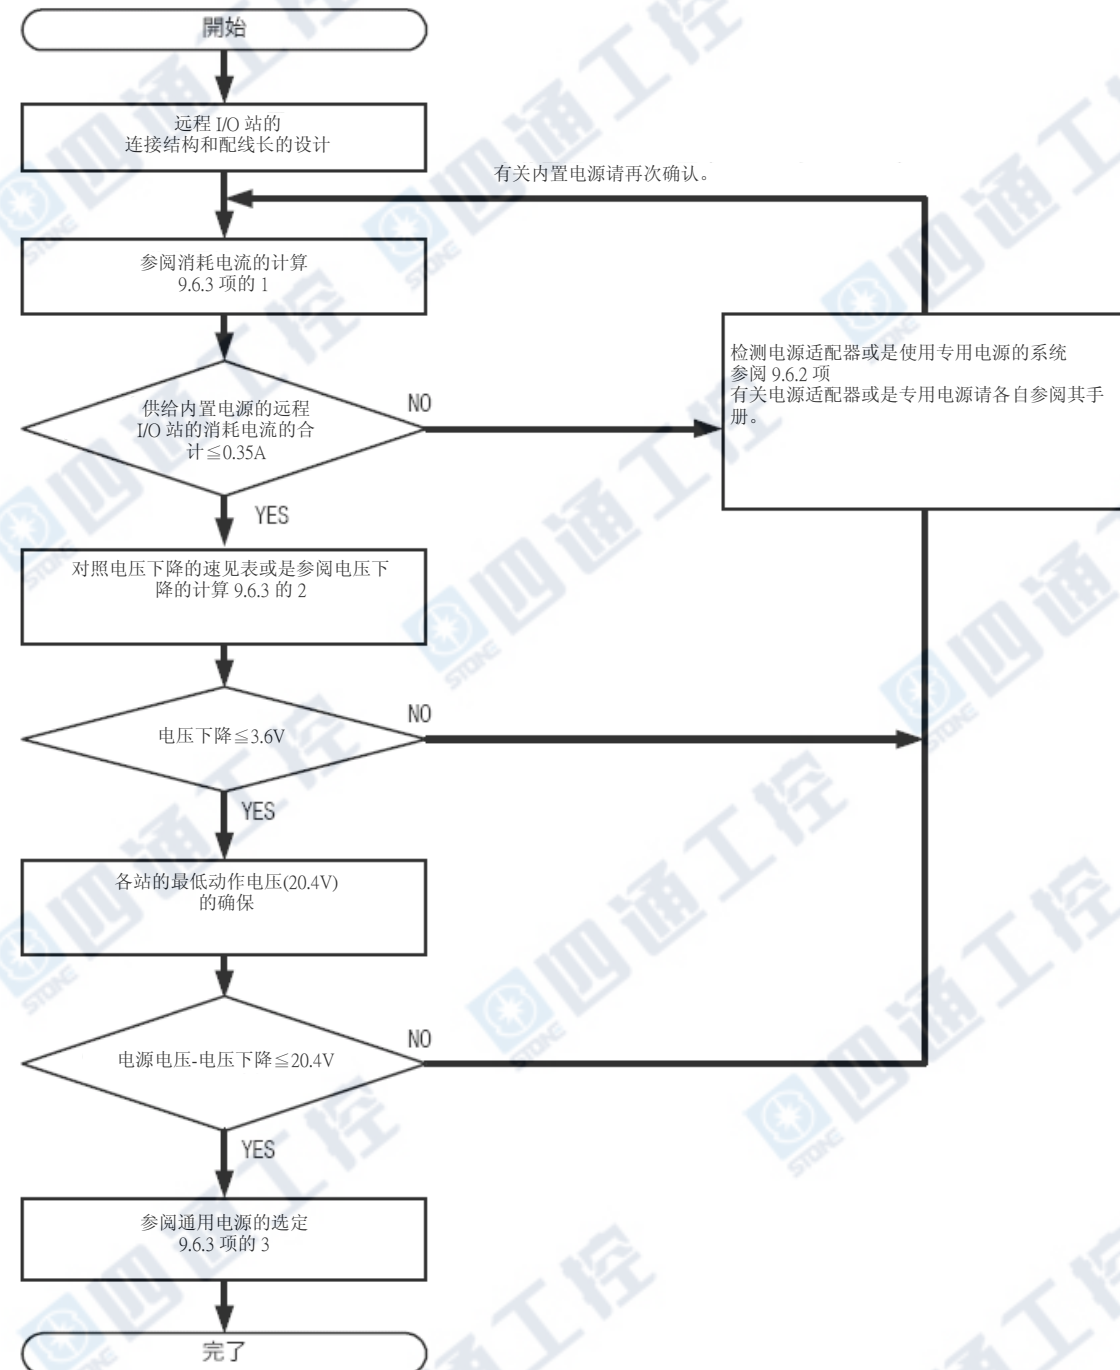 開始
远程 I/O 站的
连接结构和配线长的设计
有关内置电源请再次确认。
参阅消耗电流的计算
9.6.3 项的 1
检测电源适配器或是使用专用电源的系统
参阅 9.6.2 项
有关电源适配器或是专用电源请各自参阅其手
册。
供给内置电源的远程
I/O 站的消耗电流的合
计≦0.35A
NO
YES
对照电压下降的速见表或是参阅电压下
降的计算 9.6.3 的 2
电压下降≦3.6V
NO
YES
各站的最低动作电压(20.4V)
的确保
电源电压-电压下降≦20.4V
NO
YES
参阅通用电源的选定
9.6.3 项的 3
完了
四通工控
STONE